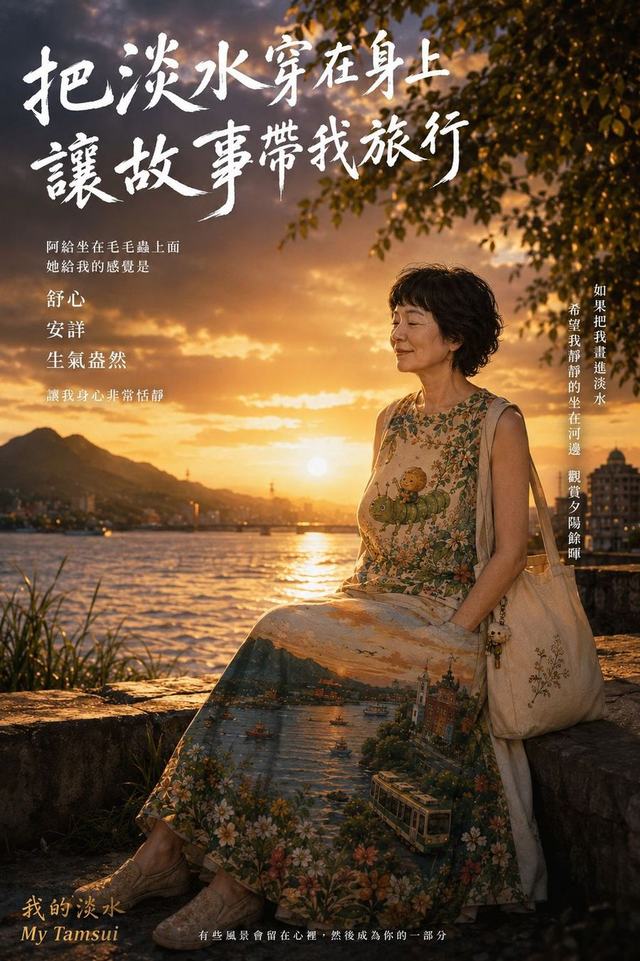 把淡水穿在身上
讓故事帶我旅行
阿給坐在毛毛蟲上面
她給我的感覺是
舒心
安詳
生氣盎然
讓我身心非常恬靜
如果把我畫進淡水
希望我靜靜的坐在河邊 觀賞夕陽餘暉
我的淡水
My Tamsui
有些風景會留在心裡，然後成為你的一部分